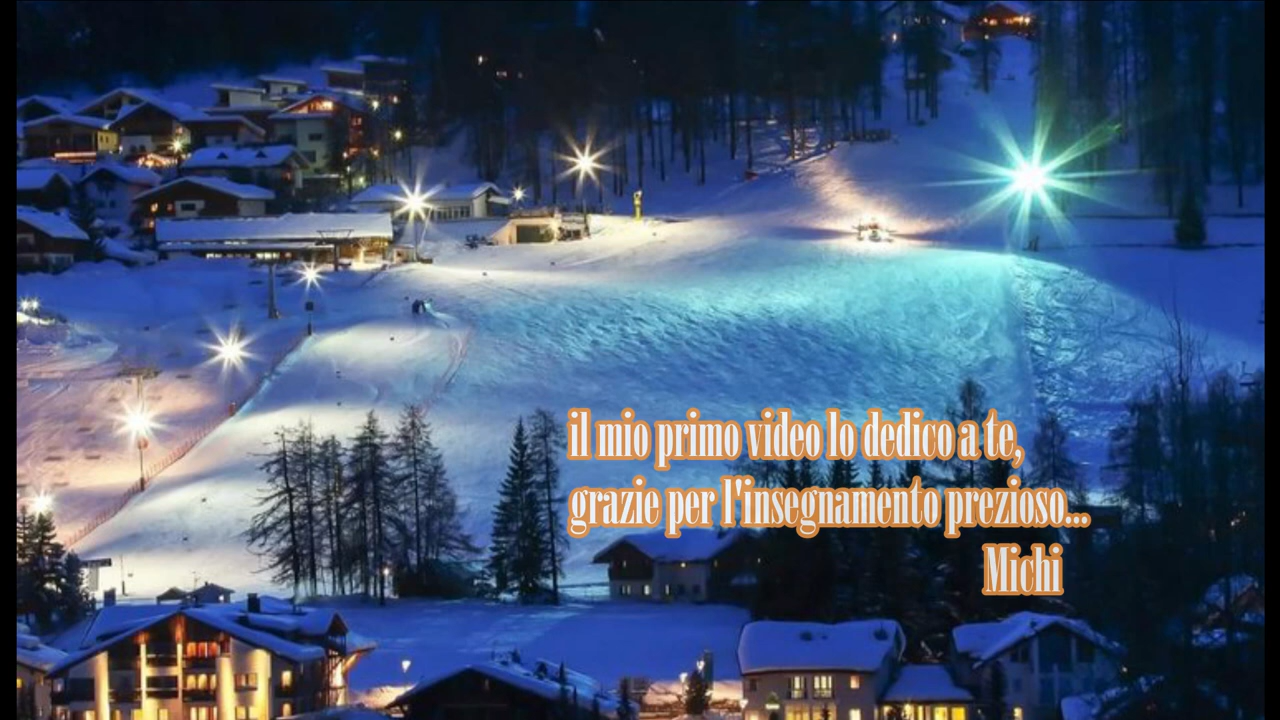 il mio primo video lo dedico a te,
grazie per l'insegnamento prezioso...
Michi